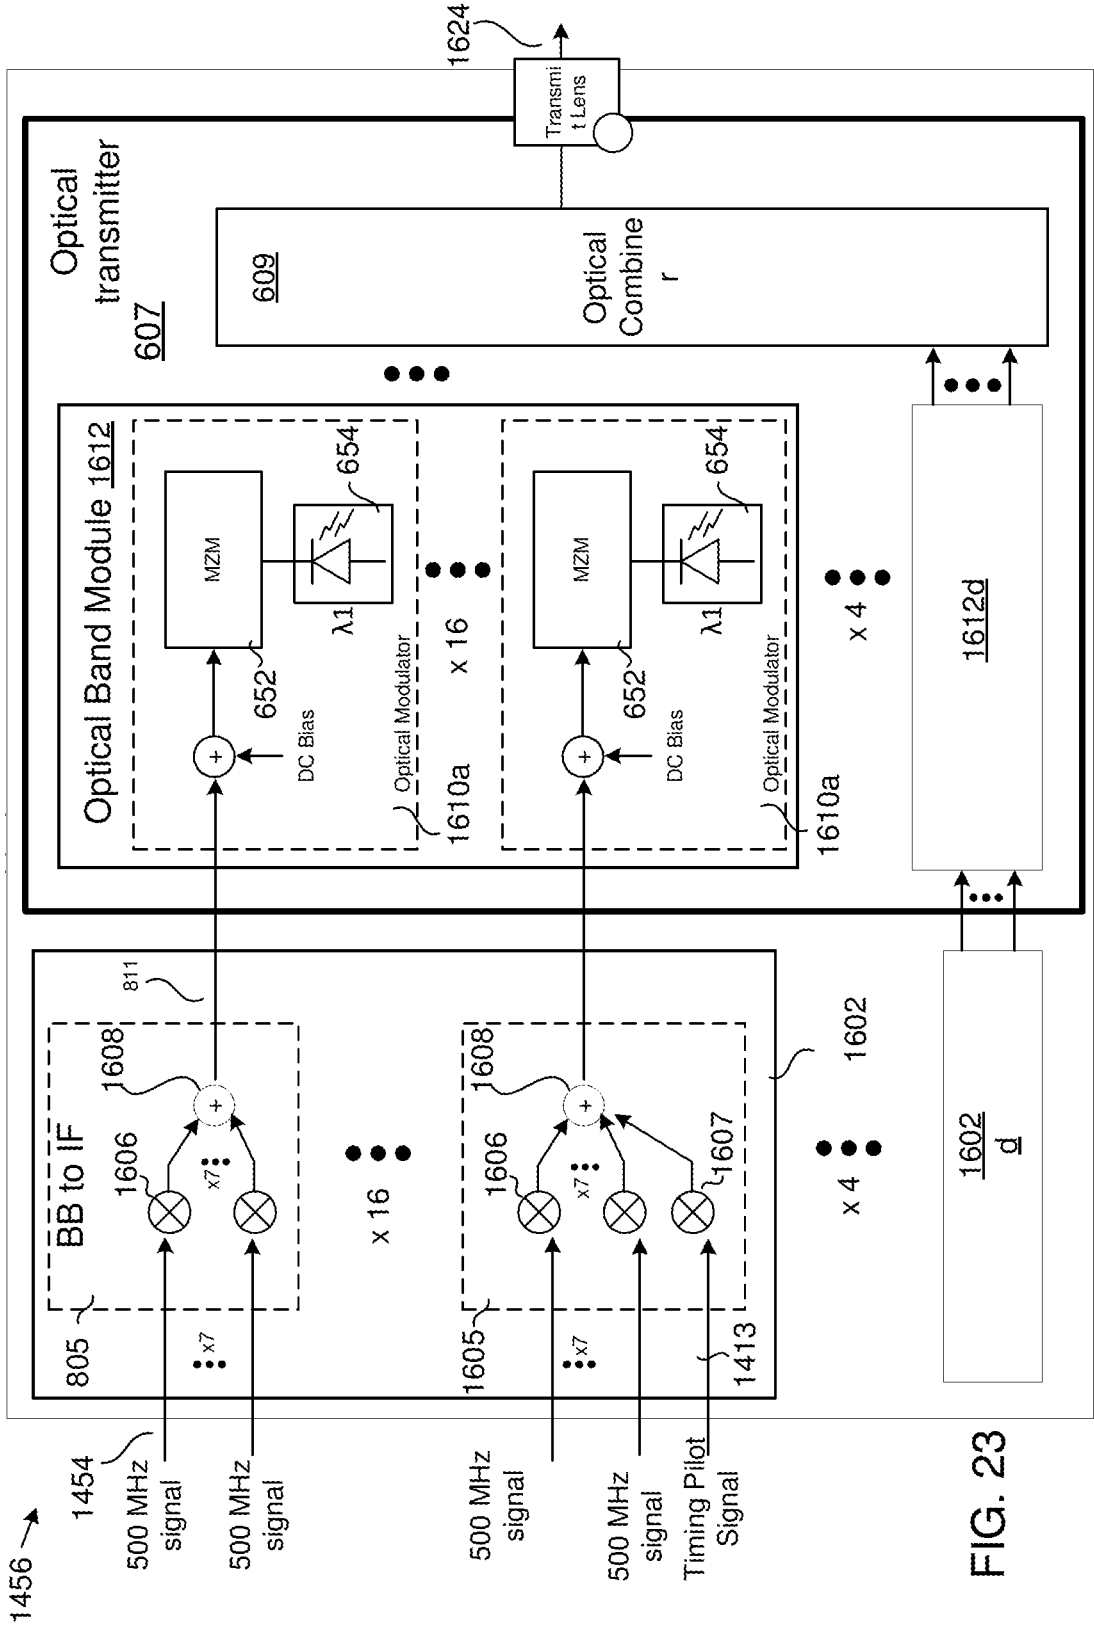 1456
1454
500 MHz
signal
500 MHz
signal
x7
805
BB to IF
1606
x7
1608
811
x 16
500 MHz
signal
500 MHz
signal
Timing Pilot
Signal
x7
1605
1413
1606
x7
1608
1607
1602
x 4
1602
d
Optical
transmitter
607
Optical Band Module 1612
MZM
652
654
λ1
DC Bias
Optical Modulator
1610a
x 16
MZM
652
654
λ1
DC Bias
Optical Modulator
1610a
x 4
1612d
609
Optical
Combine
r
Transmi
t Lens
1624
FIG. 23
+
+
+
+